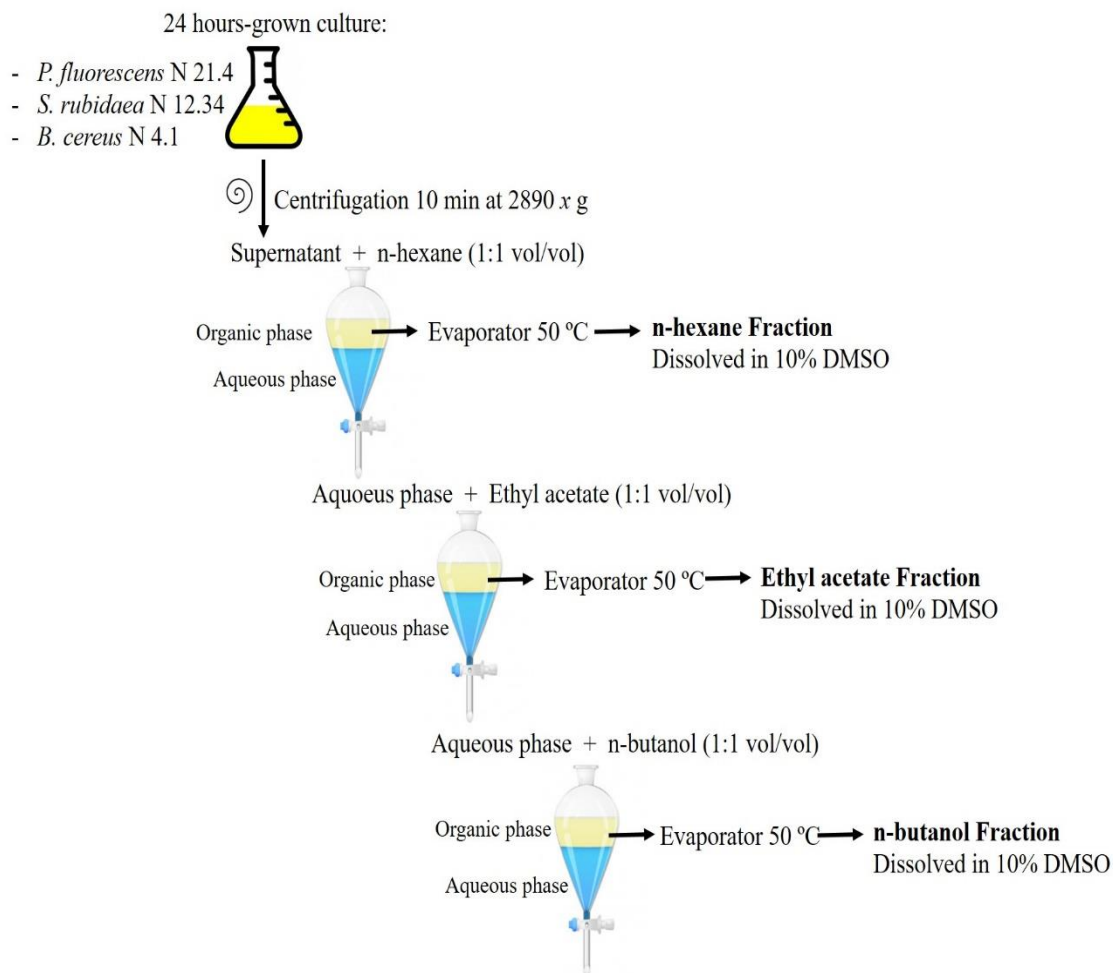 24 hours-grown culture:
- P. fluorescens N 21.4
- S. rubidaea N 12.34
- B. cereus N 4.1
Centrifugation 10 min at 2890 x g
Supernatant + n-hexane (1:1 vol/vol)
Organic phase
Evaporator 50 ºC
n-hexane Fraction
Dissolved in 10% DMSO
Aqueous phase
Aquoeus phase + Ethyl acetate (1:1 vol/vol)
Organic phase
Evaporator 50 ºC
Ethyl acetate Fraction
Dissolved in 10% DMSO
Aqueous phase
Aqueous phase + n-butanol (1:1 vol/vol)
Organic phase
Evaporator 50 ºC
n-butanol Fraction
Dissolved in 10% DMSO
Aqueous phase